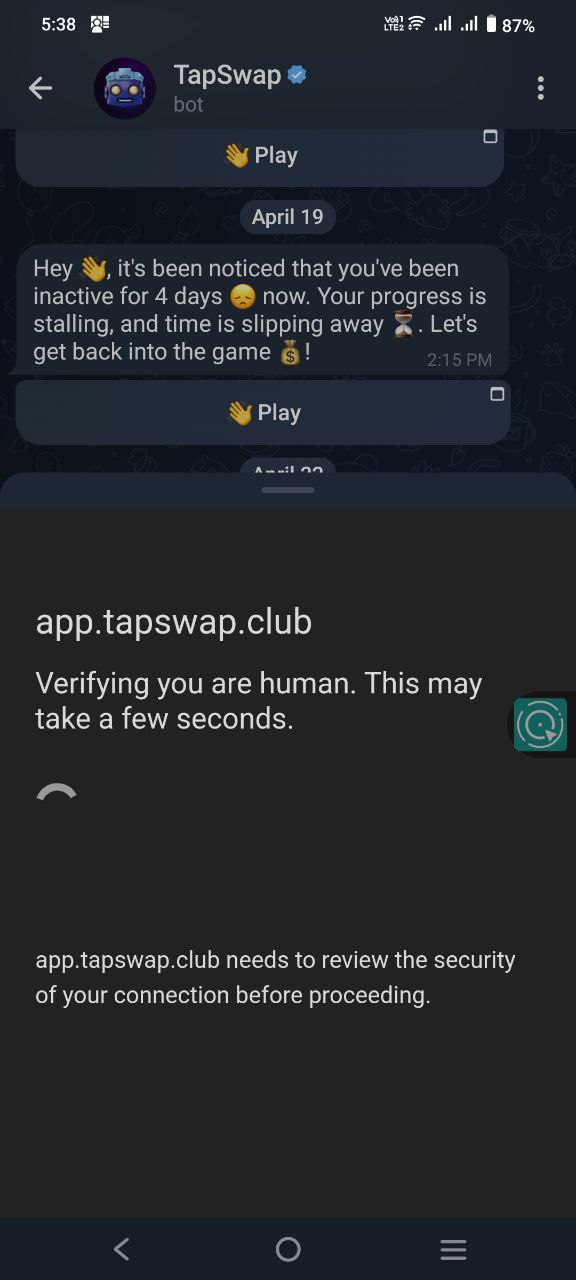 5:38
Vo)) 1
LTE2
87%
TapSwap
bot
👋 Play
April 19
Hey 👋, it's been noticed that you've been
inactive for 4 days 😞 now. Your progress is
stalling, and time is slipping away ⏳. Let's
get back into the game 💰!
2:15 PM
👋 Play
April 22
app.tapswap.club
Verifying you are human. This may
take a few seconds.
app.tapswap.club needs to review the security
of your connection before proceeding.